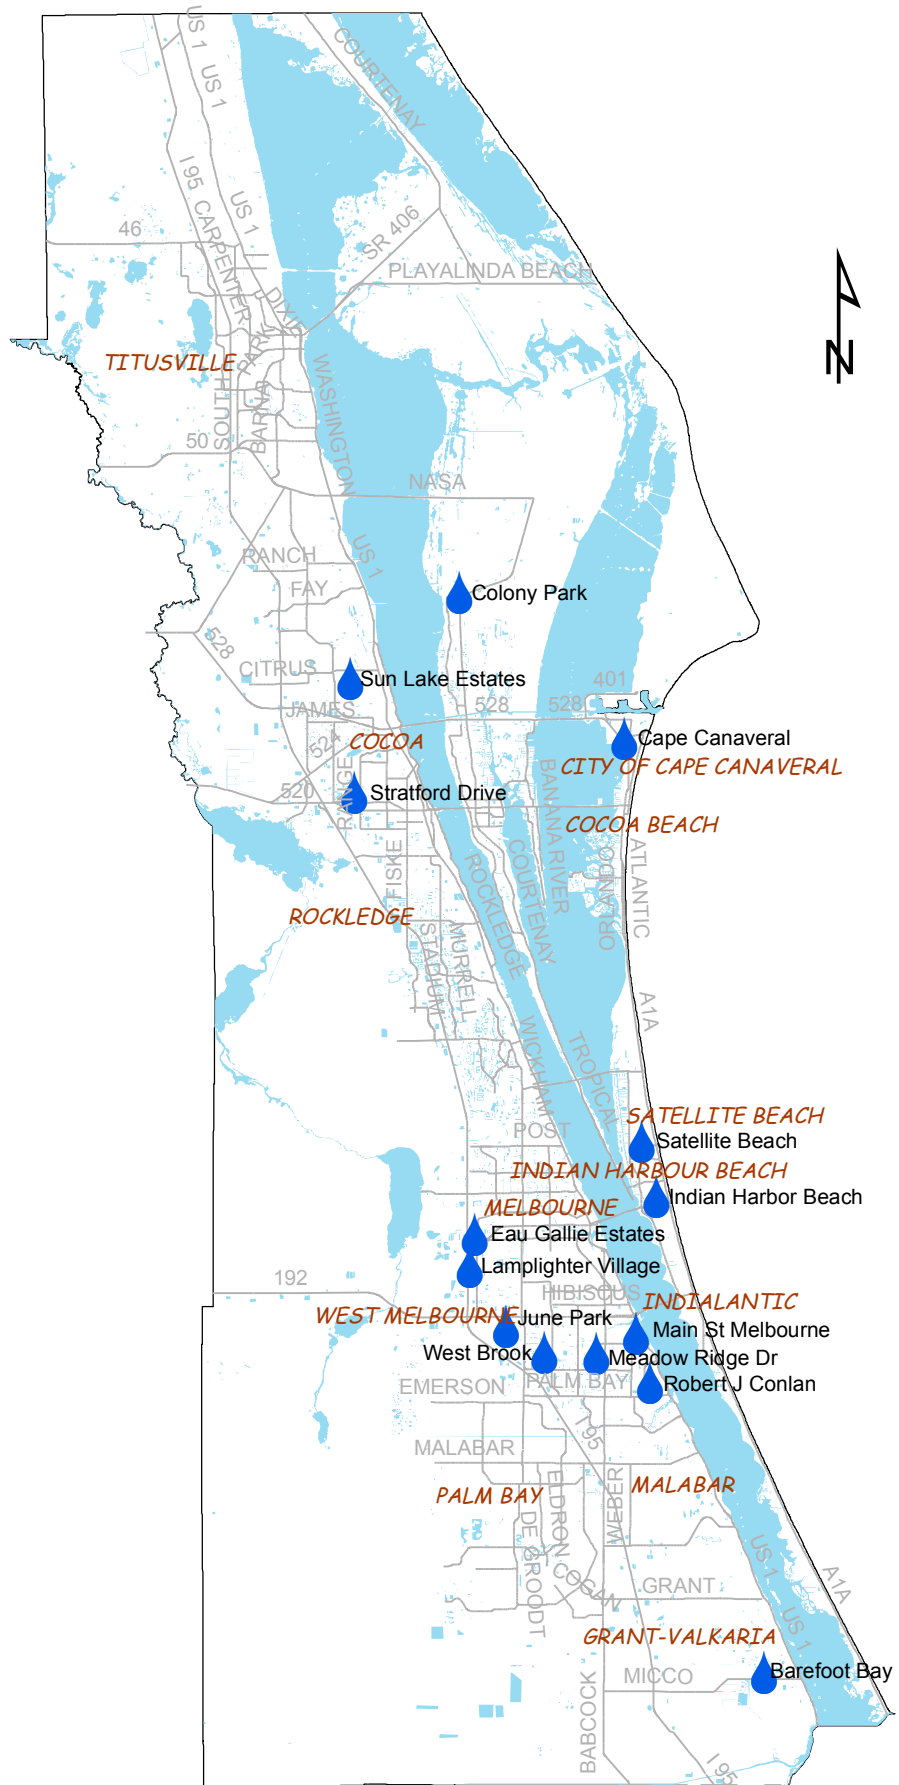 US 1
COURTENAY
US 1
I 95
CARPENTER
US 1
46
SR 406
PLAYALINDA BEACH
DIXIE
N
PARK
TITUSVILLE
SOUTH
BARNA
WASHINGTON
50
NASA
US 1
RANCH
FAY
Colony Park
528
CITRUS
Sun Lake Estates
401
JAMES
528
528
524
COCOA
Cape Canaveral
CITY OF CAPE CANAVERAL
520
RANGE
Stratford Drive
BANANA RIVER
COCOA BEACH
FISKE
ROCKLEDGE
COURTENAY
ORLANDO
ATLANTIC
ROCKLEDGE
STADIUM
MURRELL
A1A
WICKHAM
TROPICAL
SATELLITE BEACH
POST
Satellite Beach
INDIAN HARBOUR BEACH
Indian Harbor Beach
MELBOURNE
Eau Gallie Estates
Lamplighter Village
192
HIBISCUS
INDIALANTIC
WEST MELBOURNE
June Park
Main St Melbourne
West Brook
Meadow Ridge Dr
EMERSON
PALM BAY
Robert J Conlan
I 95
MALABAR
PALM BAY
ELDRON
WEBER
MALABAR
DE GROODT
COGAN
US 1
A1A
GRANT
US 1
GRANT-VALKARIA
BABCOCK
MICCO
Barefoot Bay
I 95